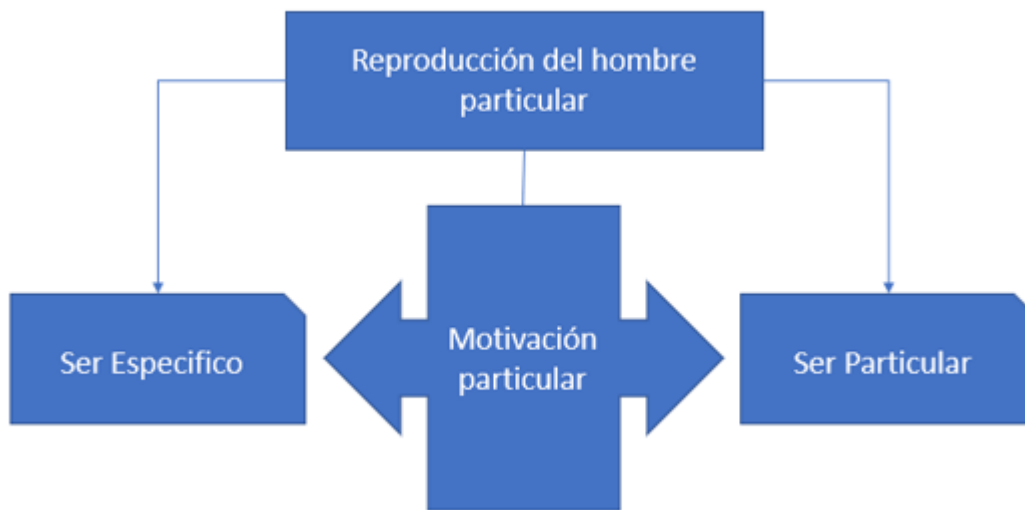 Reproducción del hombre
particular
Ser Especifico
Motivación
particular
Ser Particular